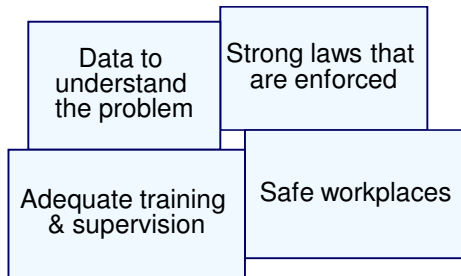 Data to
understand
the problem
Strong laws that
are enforced
Adequate training
& supervision
Safe workplaces